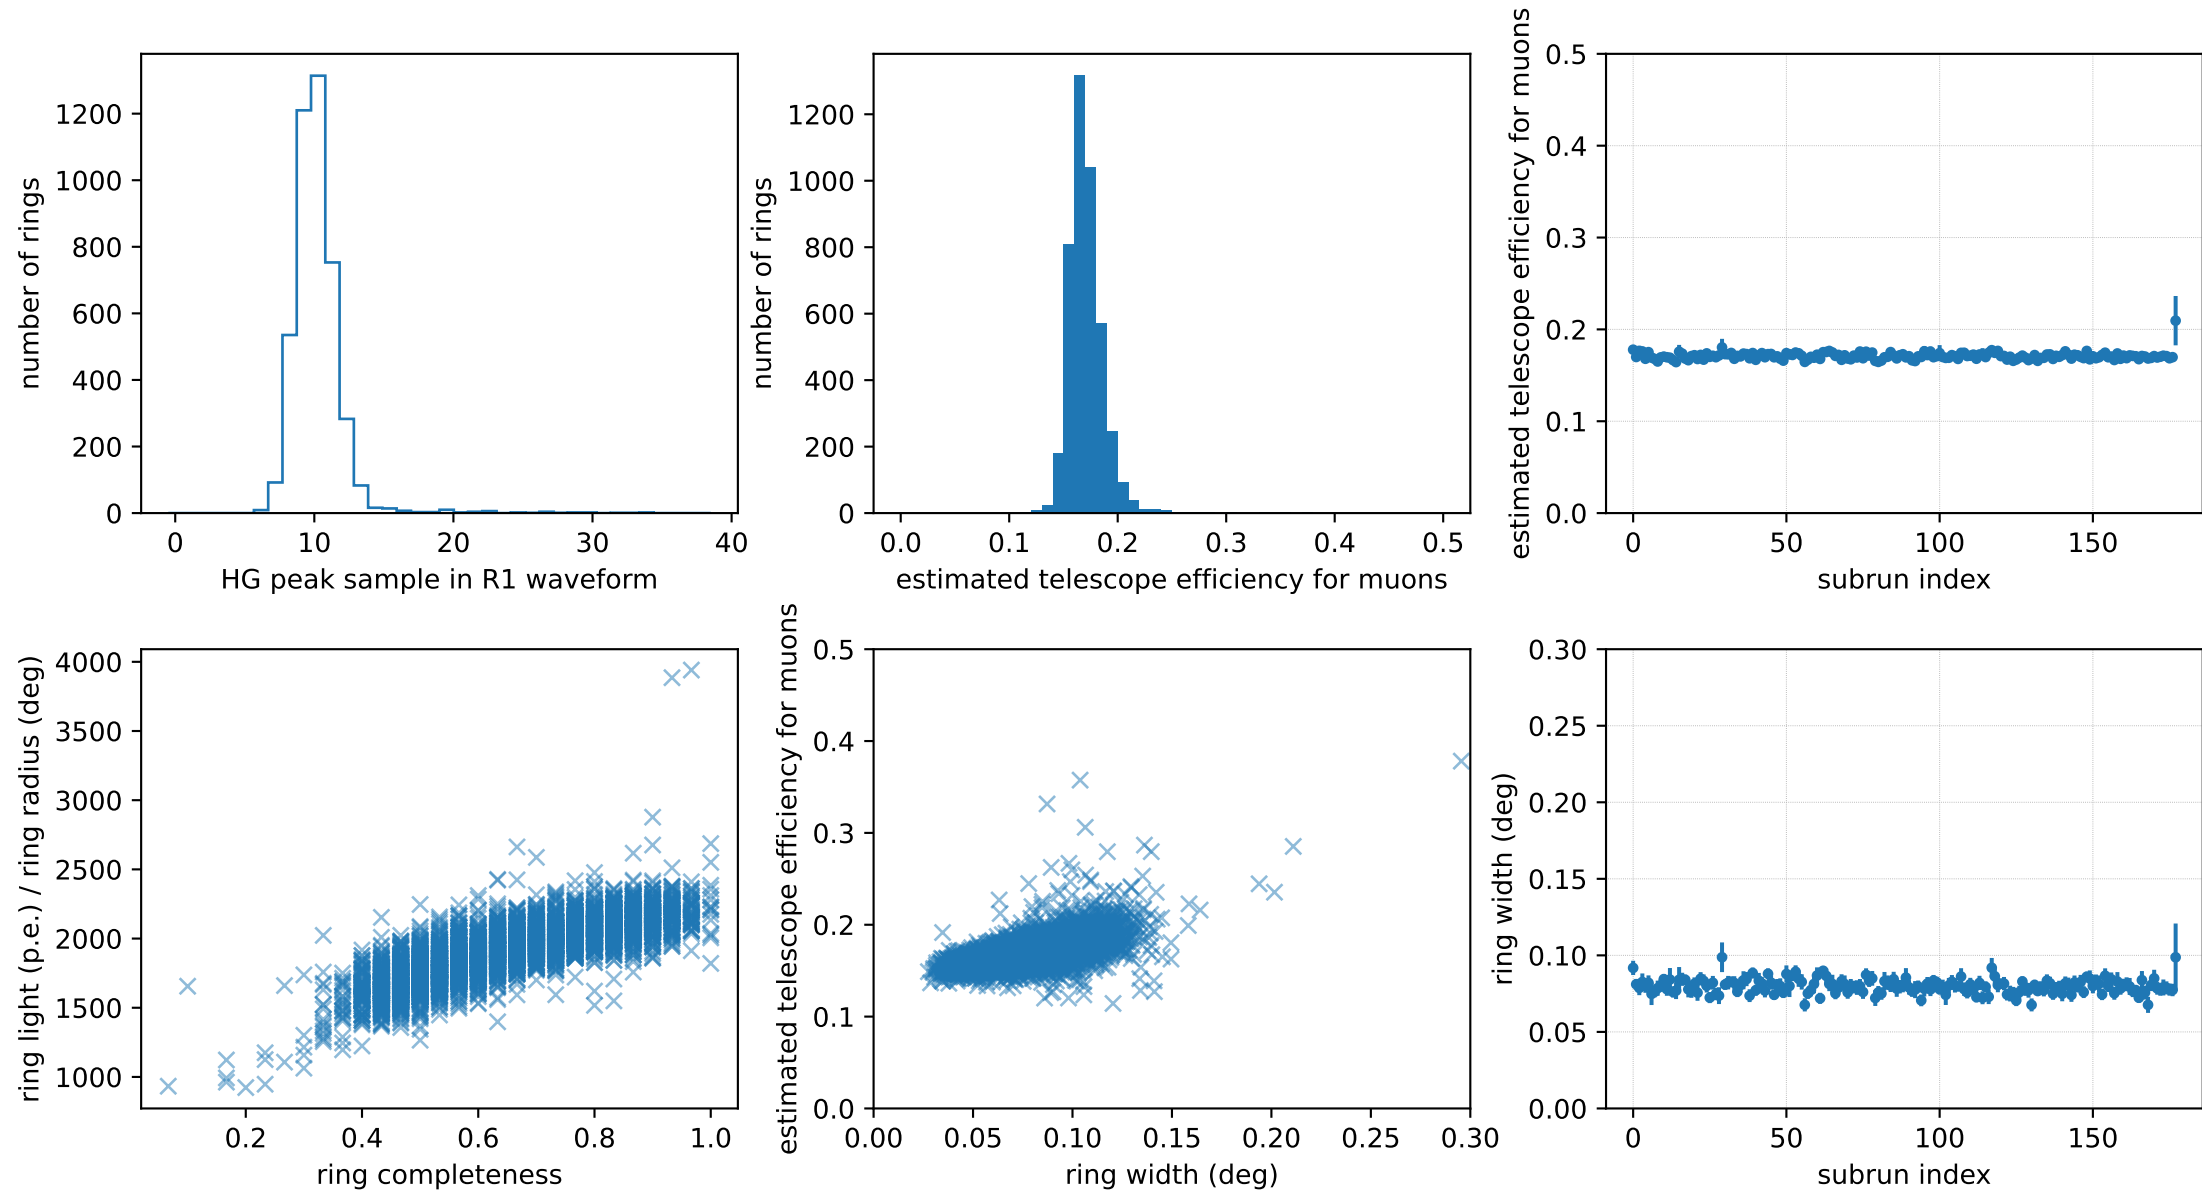 number of rings
1200
1000
800
600
400
200
0
0 10 20 30 40
HG peak sample in R1 waveform
number of rings
1200
1000
800
600
400
200
0
0.0 0.1 0.2 0.3 0.4 0.5
estimated telescope efficiency for muons
estimated telescope efficiency for muons
0.5
0.4
0.3
0.2
0.1
0.0
0 50 100 150
subrun index
ring light (p.e.) / ring radius (deg)
4000
3500
3000
2500
2000
1500
1000
0.2 0.4 0.6 0.8 1.0
ring completeness
estimated telescope efficiency for muons
0.5
0.4
0.3
0.2
0.1
0.0
0.00 0.05 0.10 0.15 0.20 0.25 0.30
ring width (deg)
ring width (deg)
0.30
0.25
0.20
0.15
0.10
0.05
0.00
0 50 100 150
subrun index